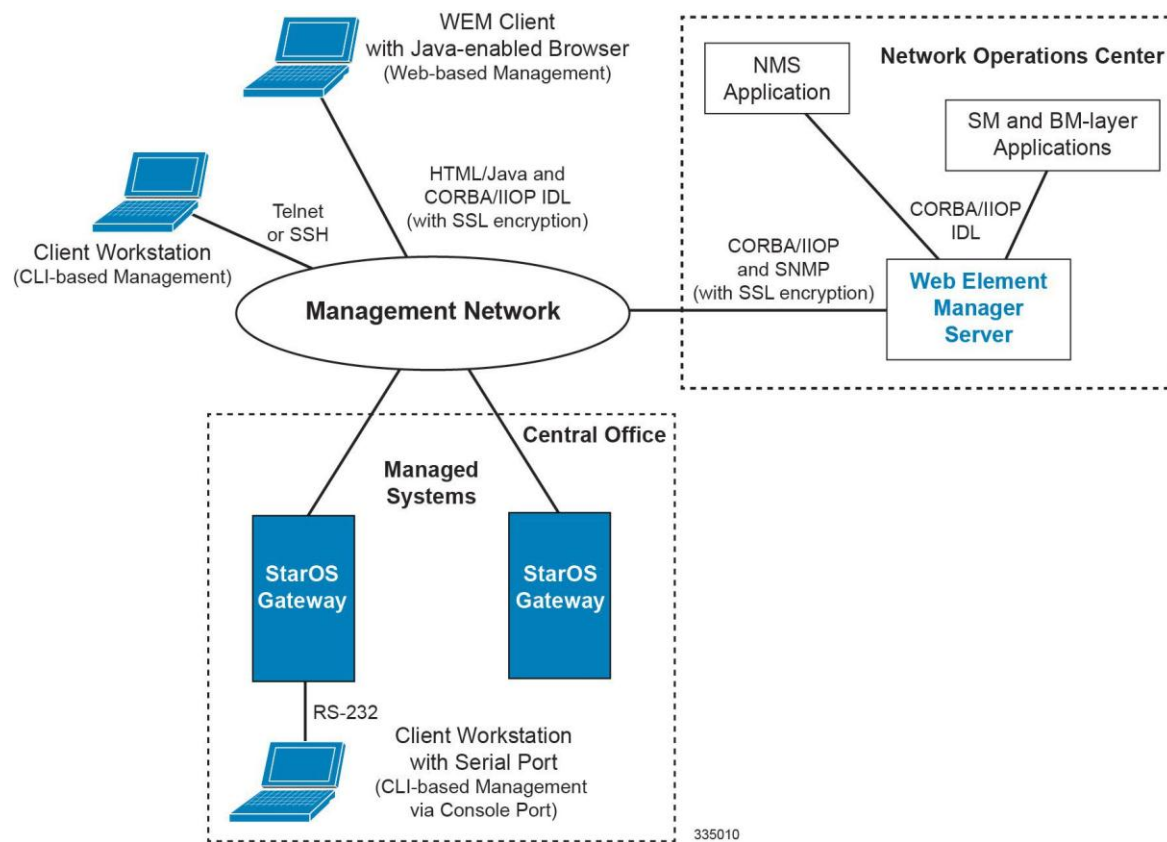 WEM Client
with Java-enabled Browser
(Web-based Management)
Network Operations Center
NMS
Application
SM and BM-layer
Applications
HTML/Java and
CORBA/IIOP IDL
(with SSL encryption)
Telnet
or SSH
Client Workstation
(CLI-based Management)
CORBA/IIOP
IDL
CORBA/IIOP
and SNMP
(with SSL encryption)
Web Element
Manager
Server
Management Network
Central Office
Managed
Systems
StarOS
Gateway
StarOS
Gateway
RS-232
Client Workstation
with Serial Port
(CLI-based Management
via Console Port)
335010